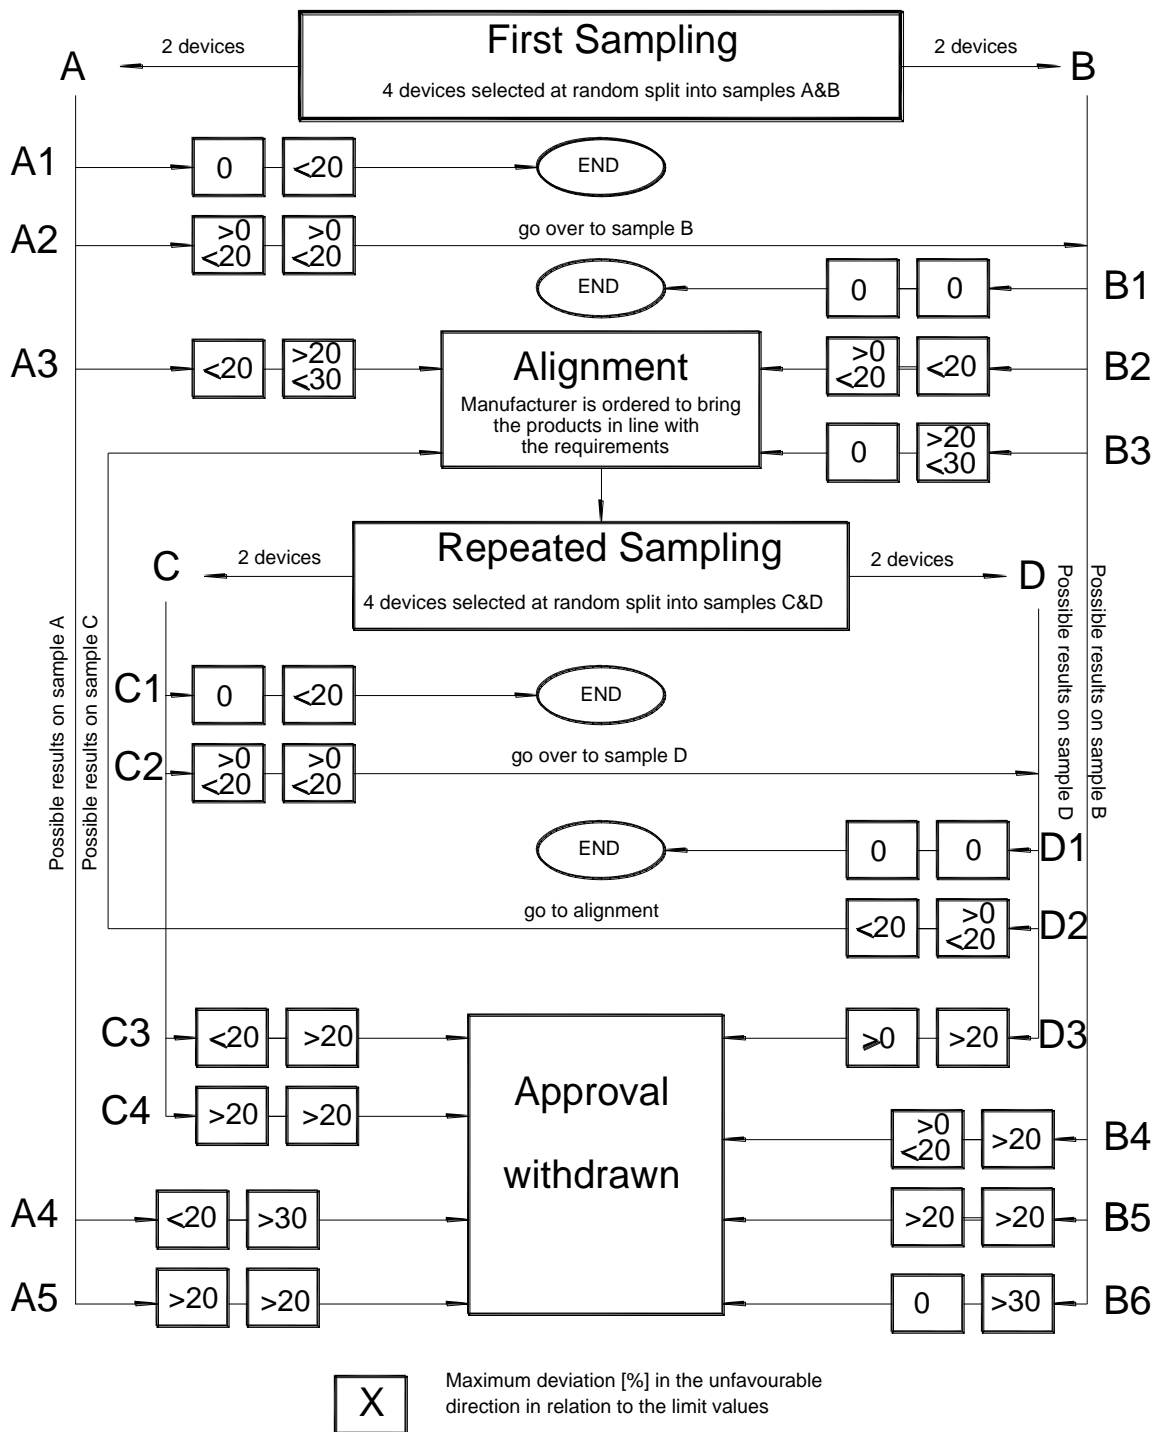 First Sampling
4 devices selected at random split into samples A&B
A
2 devices
2 devices
B
A1
0
<20
END
A2
>0
<20
>0
<20
go over to sample B
END
0
0
B1
A3
<20
>20
<30
Alignment
Manufacturer is ordered to bring
the products in line with
the requirements
>0
<20
<20
B2
0
>20
<30
B3
Repeated Sampling
4 devices selected at random split into samples C&D
C
2 devices
2 devices
D
Possible results on sample A
Possible results on sample C
Possible results on sample D
Possible results on sample B
C1
0
<20
END
C2
>0
<20
>0
<20
go over to sample D
END
0
0
D1
go to alignment
<20
>0
<20
D2
C3
<20
>20
Approval
withdrawn
>0
>20
D3
C4
>20
>20
>0
<20
>20
B4
A4
<20
>30
>20
>20
B5
A5
>20
>20
0
>30
B6
X
Maximum deviation [%] in the unfavourable
direction in relation to the limit values